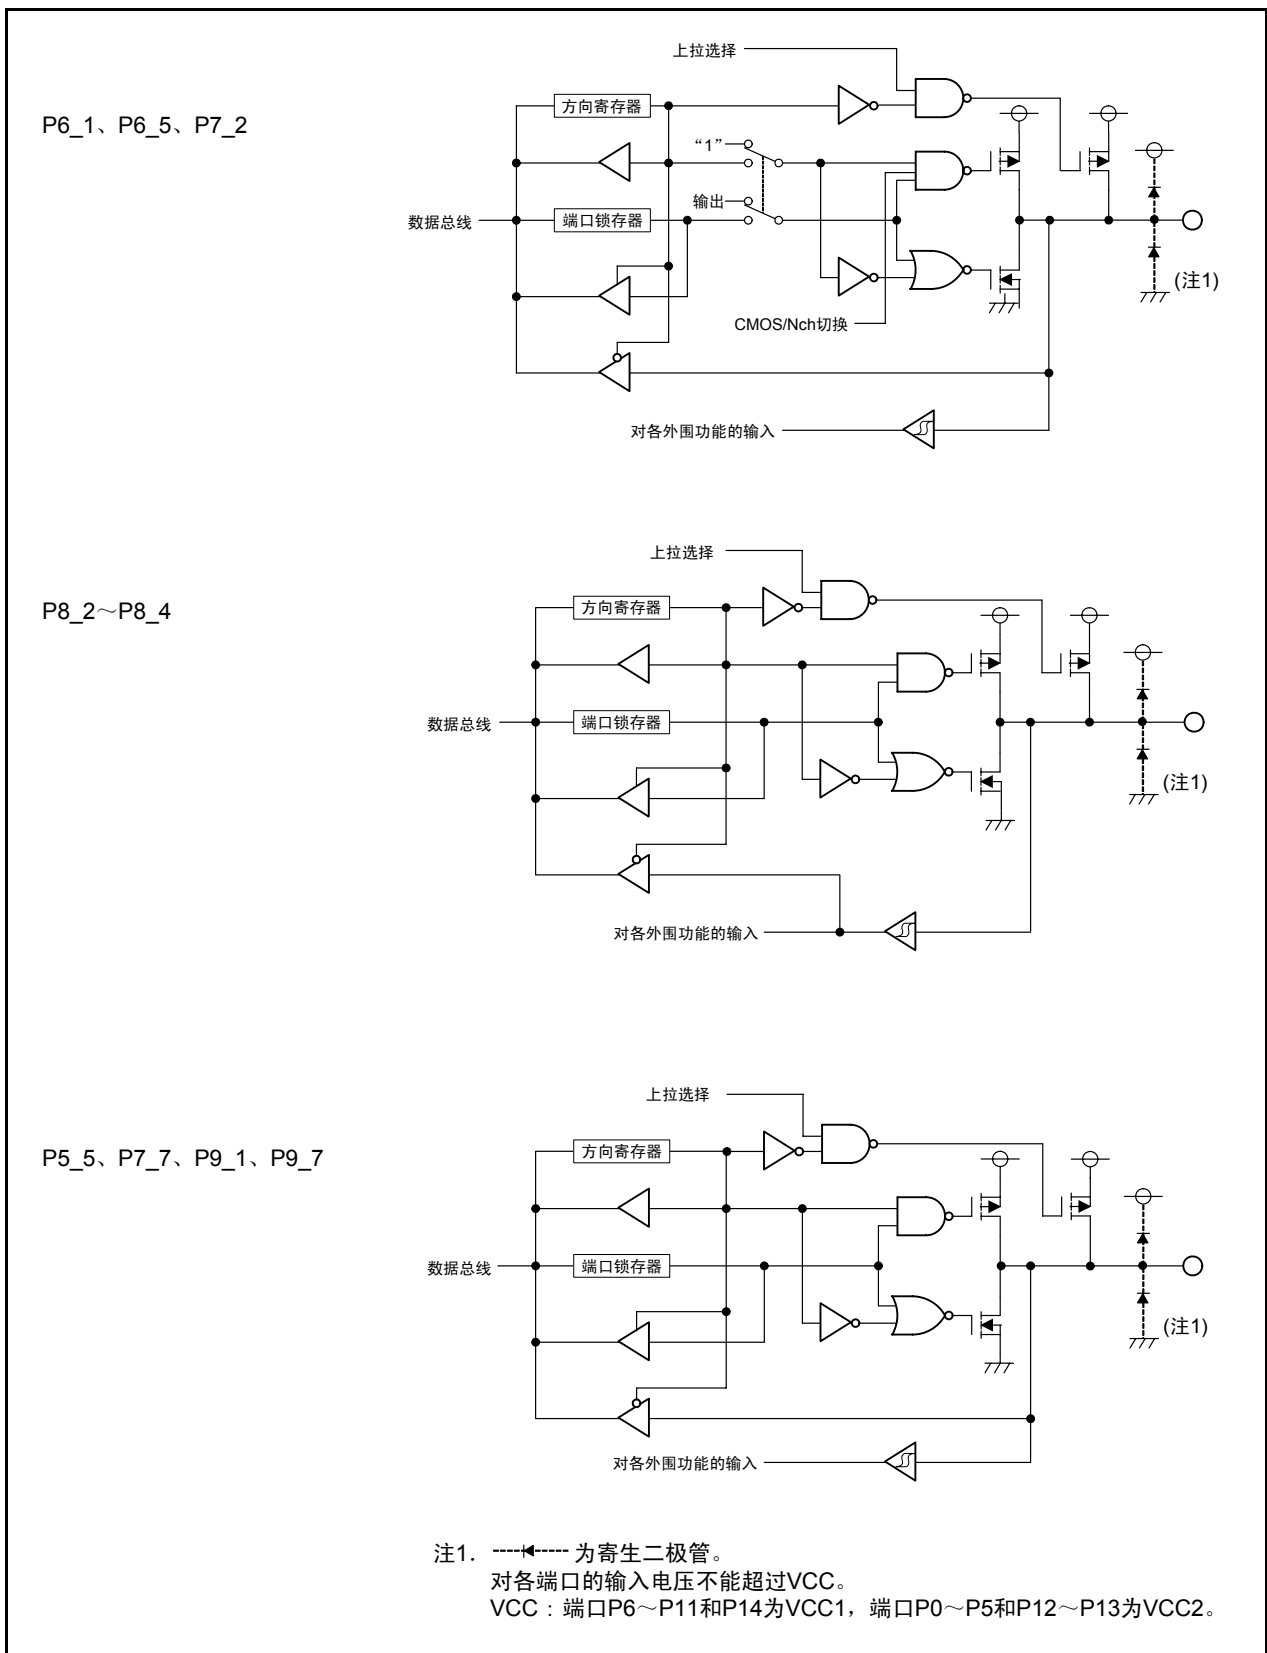 上拉选择
P6_1、P6_5、P7_2
方向寄存器
“1”
输出
数据总线
端口锁存器
(注1)
CMOS/Nch切换
对各外围功能的输入
上拉选择
P8_2～P8_4
方向寄存器
数据总线
端口锁存器
(注1)
对各外围功能的输入
上拉选择
P5_5、P7_7、P9_1、P9_7
方向寄存器
数据总线
端口锁存器
(注1)
对各外围功能的输入
注1. 为寄生二极管。
对各端口的输入电压不能超过VCC。
VCC：端口P6～P11和P14为VCC1，端口P0～P5和P12～P13为VCC2。